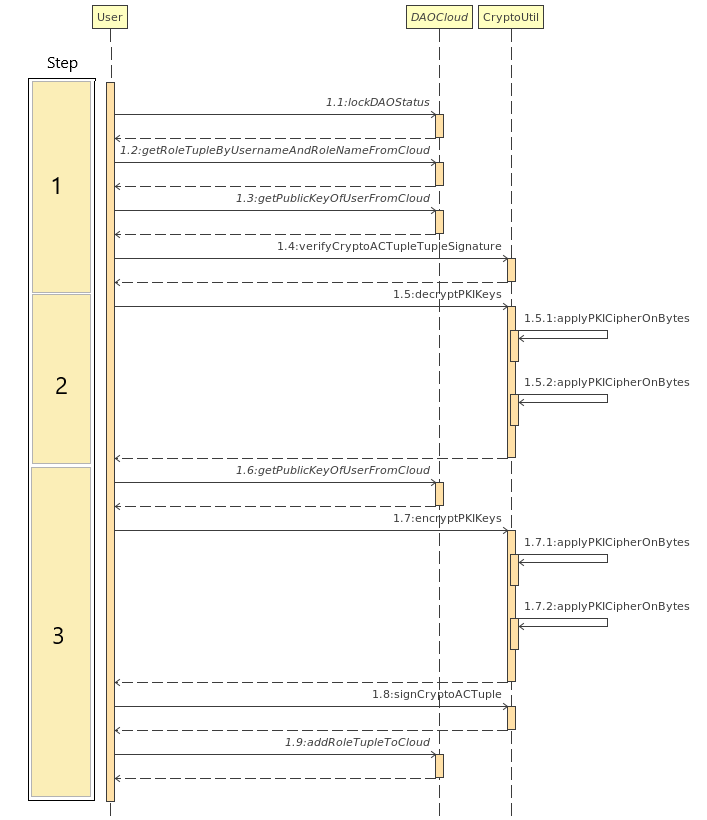 User
DAOCloud
CryptoUtil
Step
1.1:lockDAOStatus
1.2:getRoleTupleByUsernameAndRoleNameFromCloud
1
1.3:getPublicKeyOfUserFromCloud
1.4:verifyCryptoACTupleTupleSignature
1.5:decryptPKIKeys
1.5.1:applyPKICipherOnBytes
2
1.5.2:applyPKICipherOnBytes
1.6:getPublicKeyOfUserFromCloud
1.7:encryptPKIKeys
1.7.1:applyPKICipherOnBytes
1.7.2:applyPKICipherOnBytes
3
1.8:signCryptoACTuple
1.9:addRoleTupleToCloud